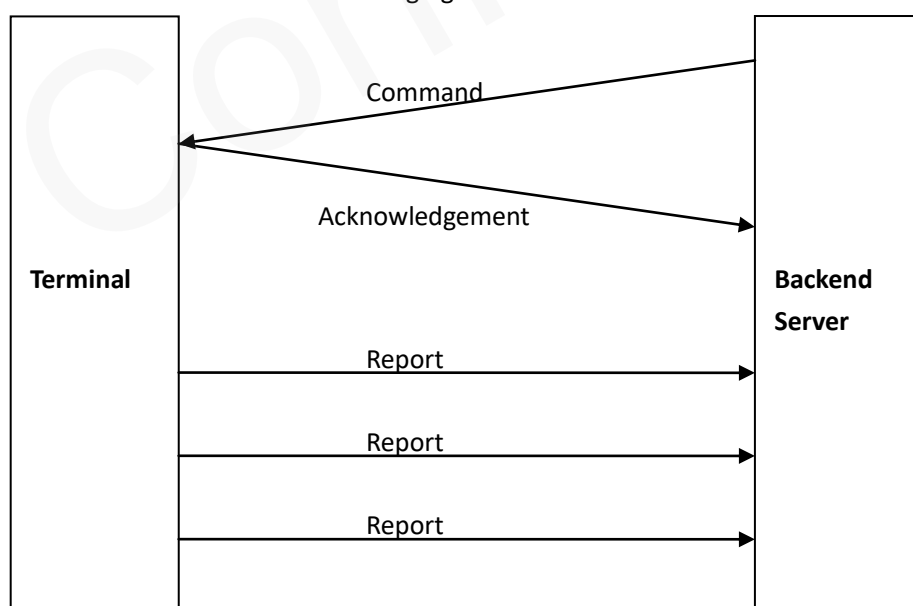 Command
Acknowledgement
Terminal
Backend
Server
Report
Report
Report